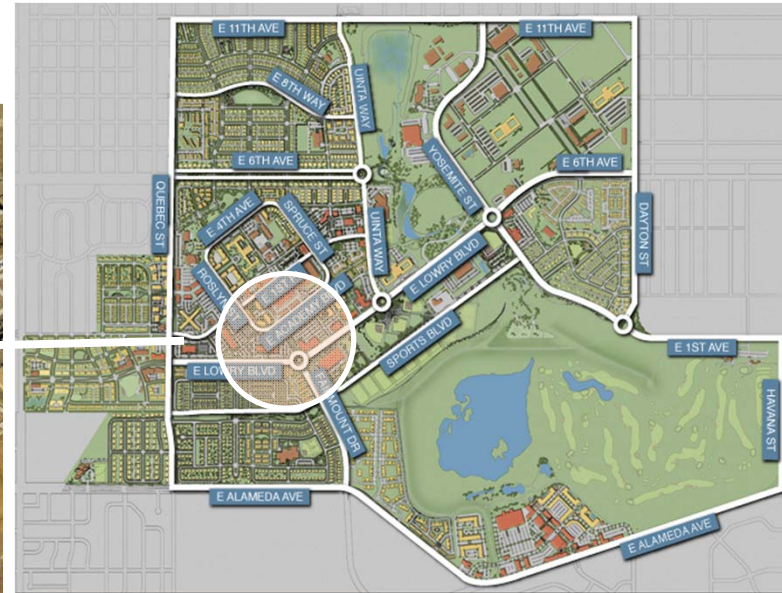 E 11TH AVE
E 11TH AVE
E 8TH WAY
UINTA WAY
E 6TH AVE
YOSEMITE ST
E 6TH AVE
QUEBEC ST
E 4TH AVE
SPRUCE ST
UINTA WAY
DAYTON ST
ROSLYN
E LOWRY BLVD
E ACADEMY
SPORTS BLVD
E 1ST AVE
E LOWRY BLVD
HAVANA ST
E ALAMEDA AVE
E ALAMEDA AVE